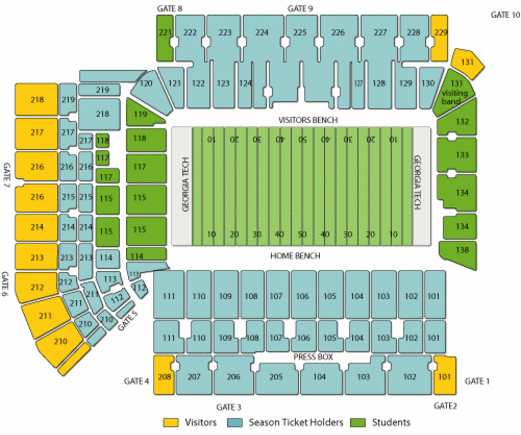 GATE 8
GATE 9
GATE 10
221 222 223 224 225 226 227 228 229
131
120 121 122 123 124 127 128 129 130
131
visiting
band
219
218 219 218 119
132
VISITORS BENCH
217 217 217 118 118
10 20 30 40 50 40 30 20 10
133
GATE 7
216 216 216 117 117 117
GEORGIA TECH
GEORGIA TECH
216 215 215 115 115
134
214 214 214 115 115
134
10 20 30 40 50 40 30 20 10
213 213 213 114 114
138
HOME BENCH
GATE 6
212 212 211 113 113 112
211 211 210 112
210 210
GATE 5
111 110 109 108 107 106 105 103 102 101
111 110 109 108 107 106 105 103 102 101
PRESS BOX
208 207 206 205 104 103 102 101
GATE 4
GATE 1
GATE 3
GATE2
Visitors
Season Ticket Holders
Students